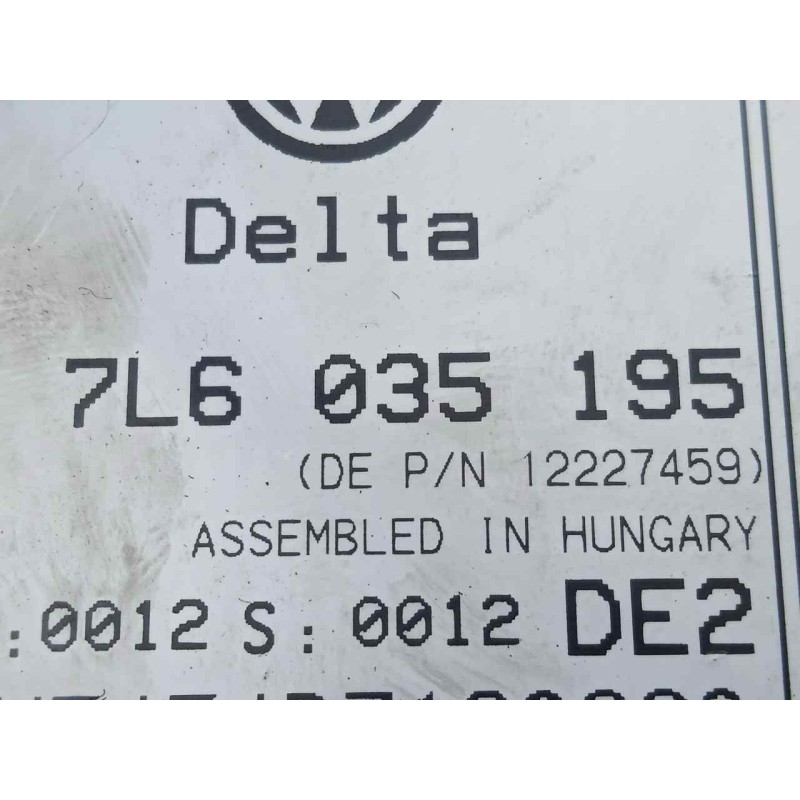 Delta
7L6 035 195
(DE P/N 12227459)
ASSEMBLED IN HUNGARY
:0012 S:0012 DE2